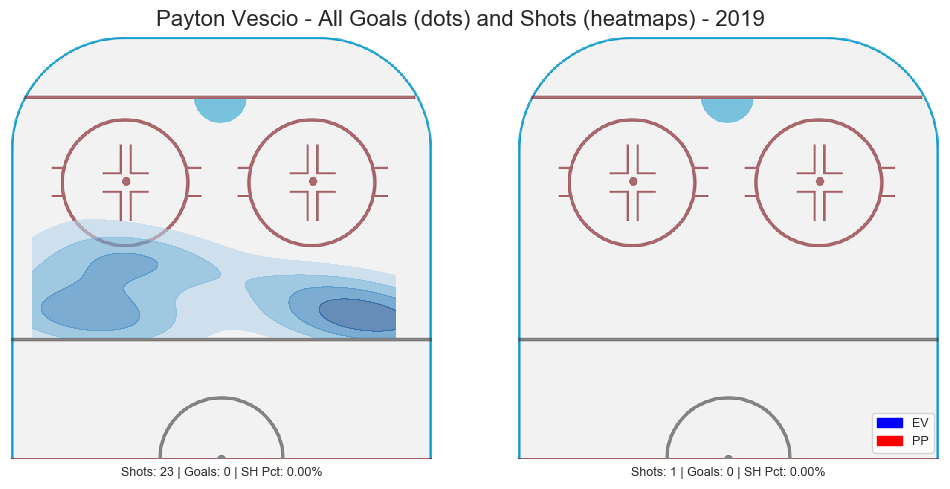 Payton Vescio - All Goals (dots) and Shots (heatmaps) - 2019
EV
PP
Shots: 23 | Goals: 0 | SH Pct: 0.00%
Shots: 1 | Goals: 0 | SH Pct: 0.00%